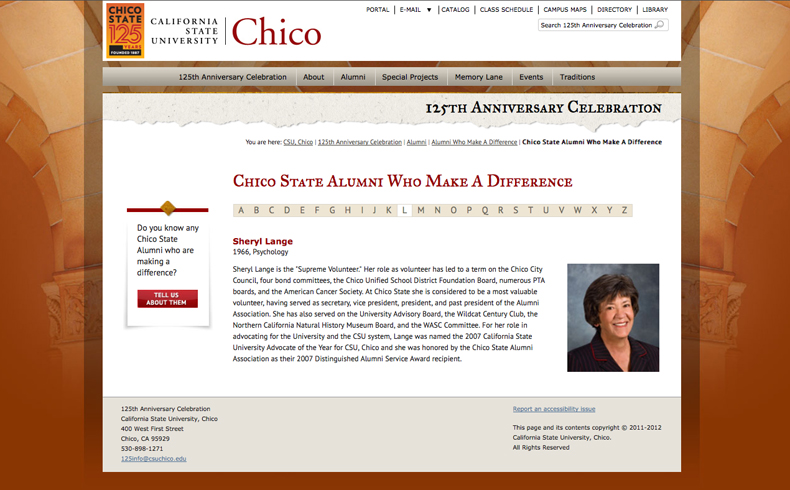 CHICO
STATE
125
YEARS
FOUNDED 1887
CALIFORNIA
STATE
UNIVERSITY
Chico
PORTAL | E-MAIL ▼ | CATALOG | CLASS SCHEDULE | CAMPUS MAPS | DIRECTORY | LIBRARY
Search 125th Anniversary Celebration
125th Anniversary Celebration About Alumni Special Projects Memory Lane Events Traditions
125th Anniversary Celebration
You are here: CSU, Chico | 125th Anniversary Celebration | Alumni | Alumni Who Make A Difference | Chico State Alumni Who Make A Difference
Do you know any
Chico State
Alumni who are
making a
difference?
TELL US
ABOUT THEM
Chico State Alumni Who Make A Difference
A B C D E F G H I J K L M N O P Q R S T U V W X Y Z
Sheryl Lange
1966, Psychology
Sheryl Lange is the "Supreme Volunteer." Her role as volunteer has led to a term on the Chico City
Council, four bond committees, the Chico Unified School District Foundation Board, numerous PTA
boards, and the American Cancer Society. At Chico State she is considered to be a most valuable
volunteer, having served as secretary, vice president, president, and past president of the Alumni
Association. She has also served on the University Advisory Board, the Wildcat Century Club, the
Northern California Natural History Museum Board, and the WASC Committee. For her role in
advocating for the University and the CSU system, Lange was named the 2007 California State
University Advocate of the Year for CSU, Chico and she was honored by the Chico State Alumni
Association as their 2007 Distinguished Alumni Service Award recipient.
125th Anniversary Celebration
California State University, Chico
400 West First Street
Chico, CA 95929
530-898-1271
125info@csuchico.edu
Report an accessibility issue
This page and its contents copyright © 2011-2012
California State University, Chico.
All Rights Reserved